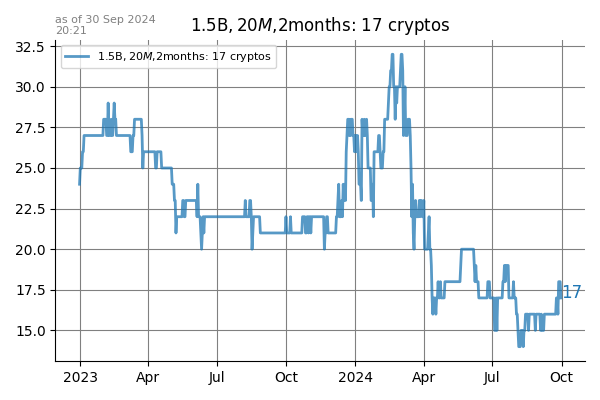 as of 30 Sep 2024
20:21
1.5B, 20M,2months: 17 cryptos
1.5B, 20M,2months: 17 cryptos
32.5
30.0
27.5
25.0
22.5
20.0
17.5
15.0
17
2023 Apr Jul Oct 2024 Apr Jul Oct